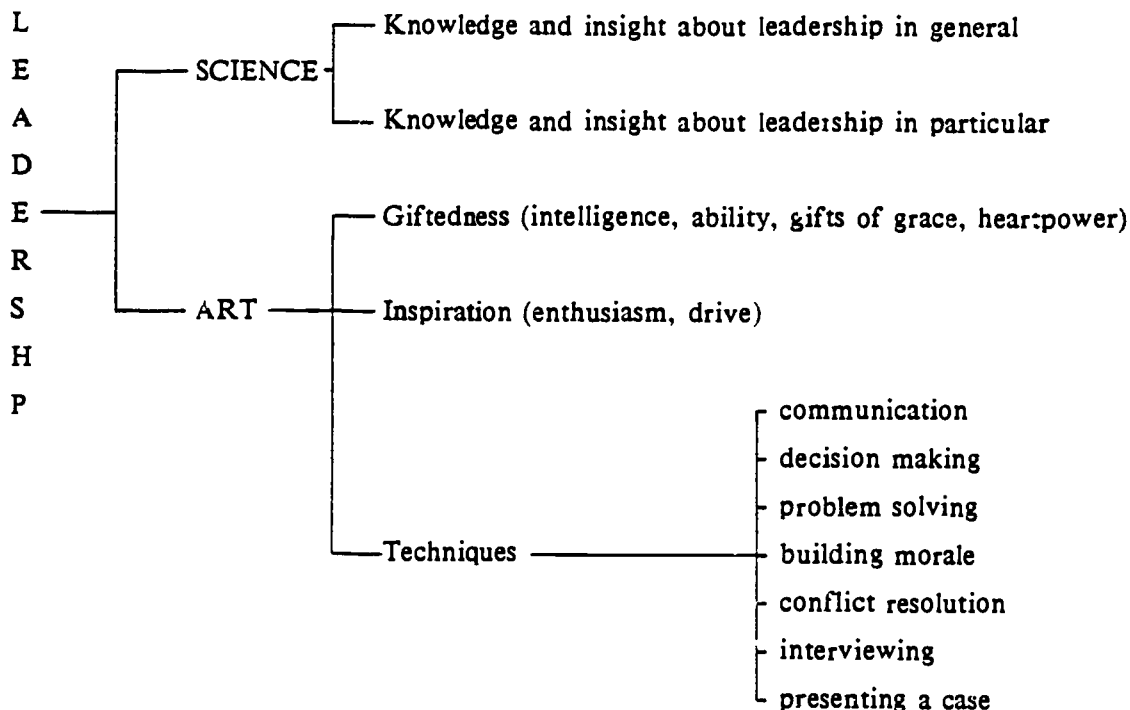 L
E
A
D
E
R
S
H
P
Knowledge and insight about leadership in general
SCIENCE
Knowledge and insight about leadership in particular
Giftedness (intelligence, ability, gifts of grace, heartpower)
ART
Inspiration (enthusiasm, drive)
Techniques
communication
decision making
problem solving
building morale
conflict resolution
interviewing
presenting a case